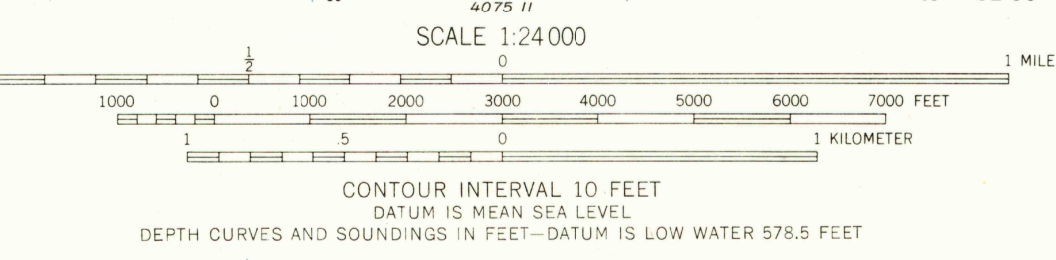 4075 II
SCALE 1:24 000
1/2 0 1 MILE
1000 0 1000 2000 3000 4000 5000 6000 7000 FEET
1 .5 0 1 KILOMETER
CONTOUR INTERVAL 10 FEET
DATUM IS MEAN SEA LEVEL
DEPTH CURVES AND SOUNDINGS IN FEET—DATUM IS LOW WATER 578.5 FEET